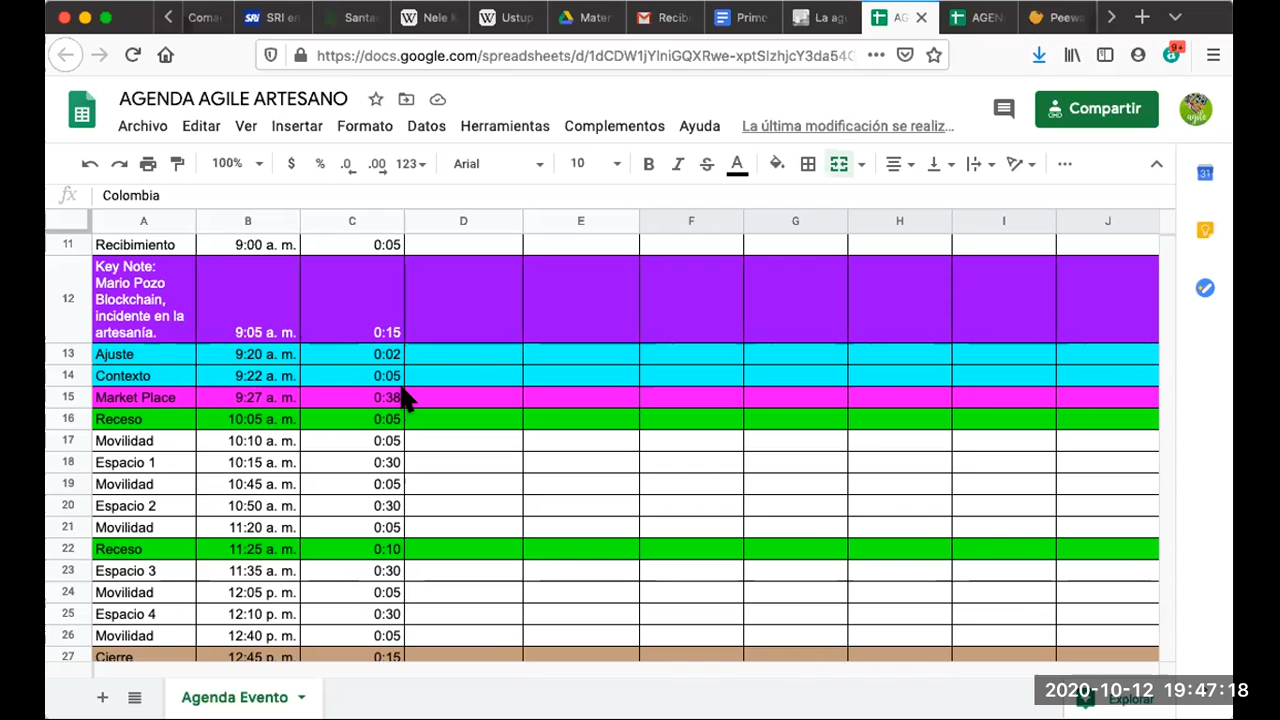 Coma
SRI en
Santa
Nele K
Ustup
Mater
Recib
Primo
La ag
AG
AGEN
Peew
https://docs.google.com/spreadsheets/d/1dCDW1jYlniGQXRwe-xptSIzhjcY3da54C
9+
AGENDA AGILE ARTESANO
Compartir
Archivo Editar Ver Insertar Formato Datos Herramientas Complementos Ayuda La última modificación se realiz...
100% $ % .0 .00 123 Arial 10 B I S A
31
fx Colombia
A B C D E F G H I J
11 Recibimiento 9:00 a. m. 0:05
Key Note:
Mario Pozo
Blockchain,
incidente en la
12 artesanía. 9:05 a. m. 0:15
13 Ajuste 9:20 a. m. 0:02
14 Contexto 9:22 a. m. 0:05
15 Market Place 9:27 a. m. 0:38
16 Receso 10:05 a. m. 0:05
17 Movilidad 10:10 a. m. 0:05
18 Espacio 1 10:15 a. m. 0:30
19 Movilidad 10:45 a. m. 0:05
20 Espacio 2 10:50 a. m. 0:30
21 Movilidad 11:20 a. m. 0:05
22 Receso 11:25 a. m. 0:10
23 Espacio 3 11:35 a. m. 0:30
24 Movilidad 12:05 p. m. 0:05
25 Espacio 4 12:10 p. m. 0:30
26 Movilidad 12:40 p. m. 0:05
27 Cierre 12:45 p. m. 0:15
Agenda Evento
Explorar
2020-10-12 19:47:18